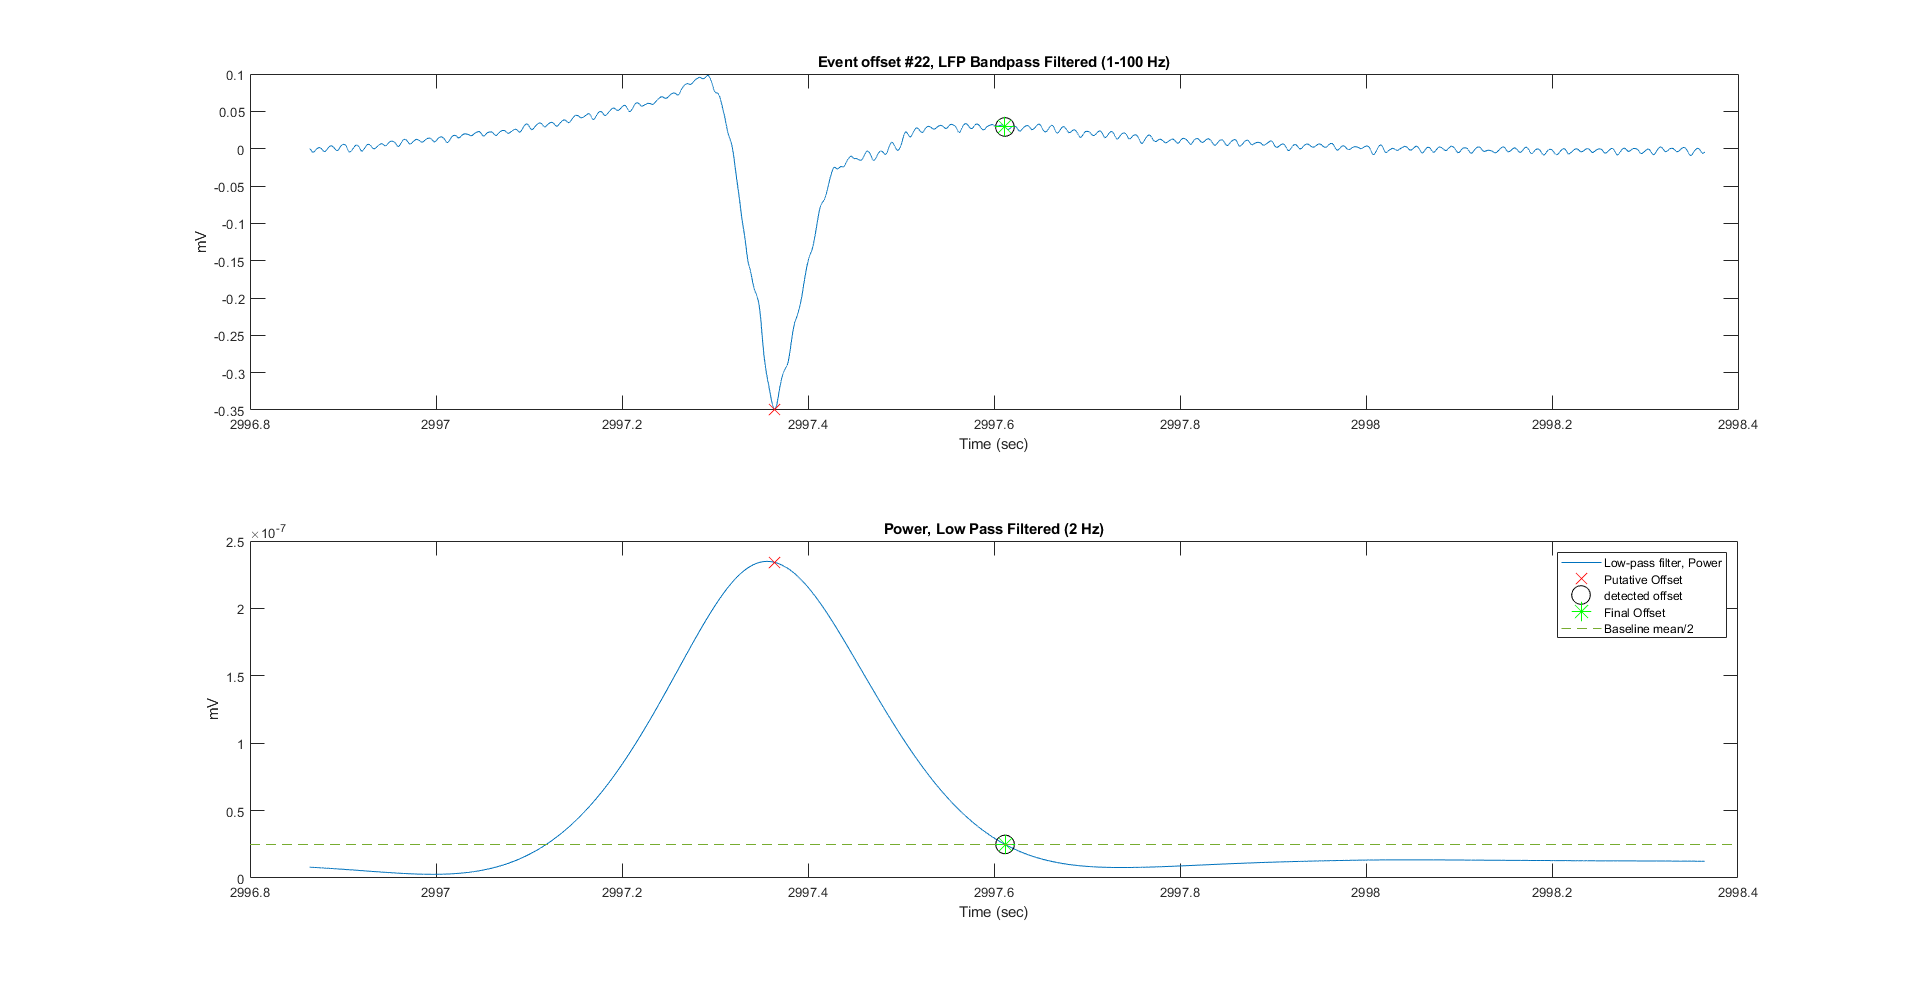 Event offset #22, LFP Bandpass Filtered (1-100 Hz)
0.1
0.05
0
-0.05
-0.1
-0.15
-0.2
-0.25
-0.3
-0.35
mV
2996.8 2997 2997.2 2997.4 2997.6 2997.8 2998 2998.2 2998.4
Time (sec)
Power, Low Pass Filtered (2 Hz)
×10-7
2.5
2
1.5
1
0.5
0
mV
Low-pass filter, Power
Putative Offset
detected offset
Final Offset
Baseline mean/2
2996.8 2997 2997.2 2997.4 2997.6 2997.8 2998 2998.2 2998.4
Time (sec)